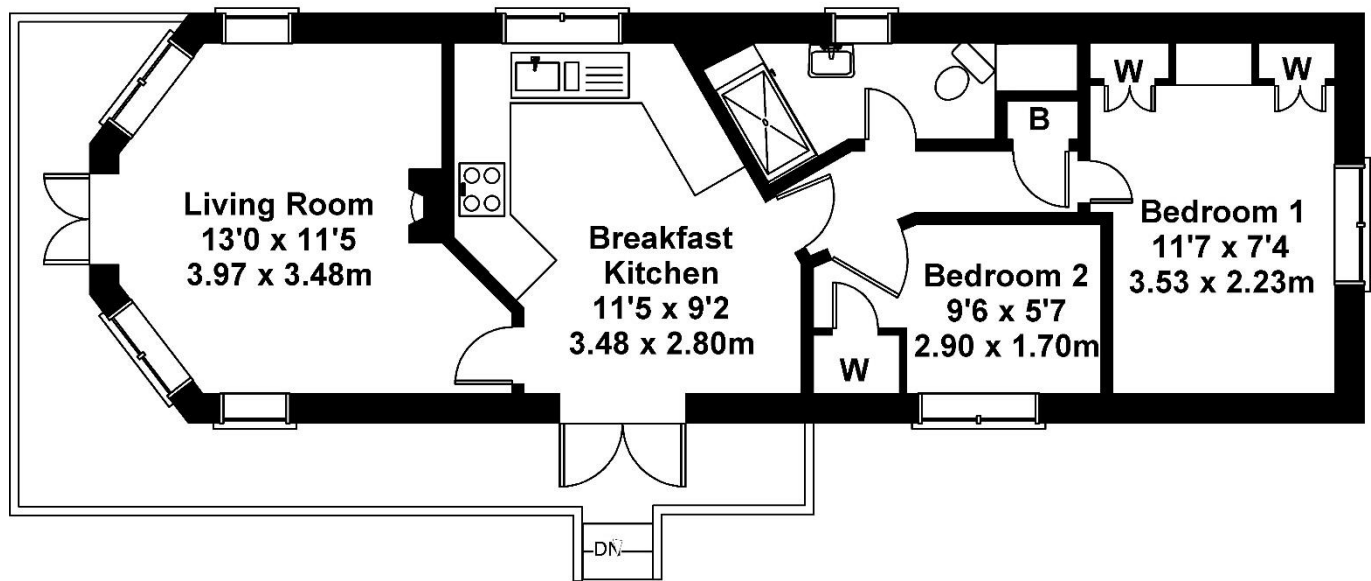 Living Room
13'0 x 11'5
3.97 x 3.48m
Breakfast
Kitchen
11'5 x 9'2
3.48 x 2.80m
W
W
B
Bedroom 1
11'7 x 7'4
3.53 x 2.23m
Bedroom 2
9'6 x 5'7
2.90 x 1.70m
W
DN